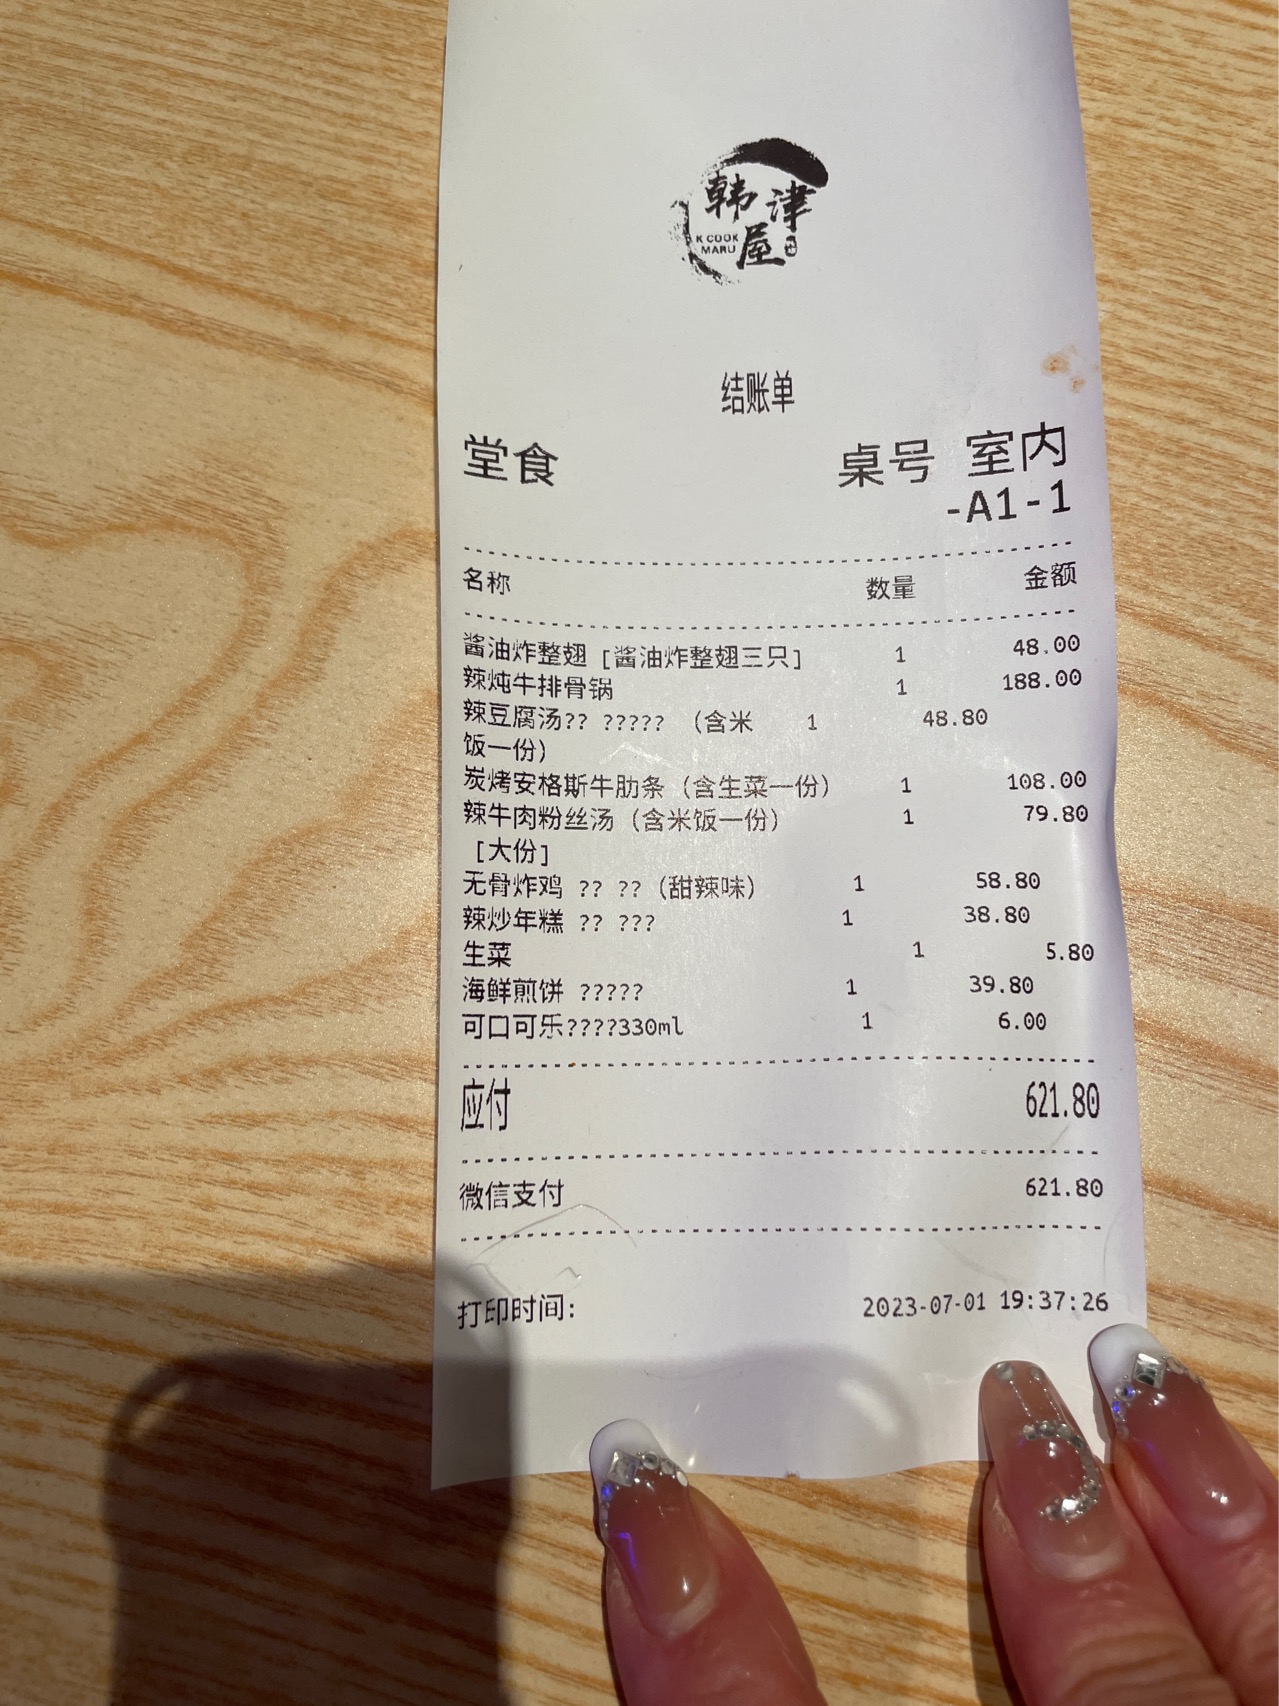 韩津
K COOK
MARU
屋
结账单
堂食 桌号 室内
-A1-1
名称 数量 金额
酱油炸整翅 [酱油炸整翅三只] 1 48.00
辣炖牛排骨锅 1 188.00
辣豆腐汤?? ????? (含米 1 48.80
饭一份)
炭烤安格斯牛肋条 (含生菜一份) 1 108.00
辣牛肉粉丝汤 (含米饭一份) 1 79.80
[大份]
无骨炸鸡 ?? ?? (甜辣味) 1 58.80
辣炒年糕 ?? ??? 1 38.80
生菜 1 5.80
海鲜煎饼 ????? 1 39.80
可口可乐????330ml 1 6.00
应付 621.80
微信支付 621.80
打印时间: 2023-07-01 19:37:26